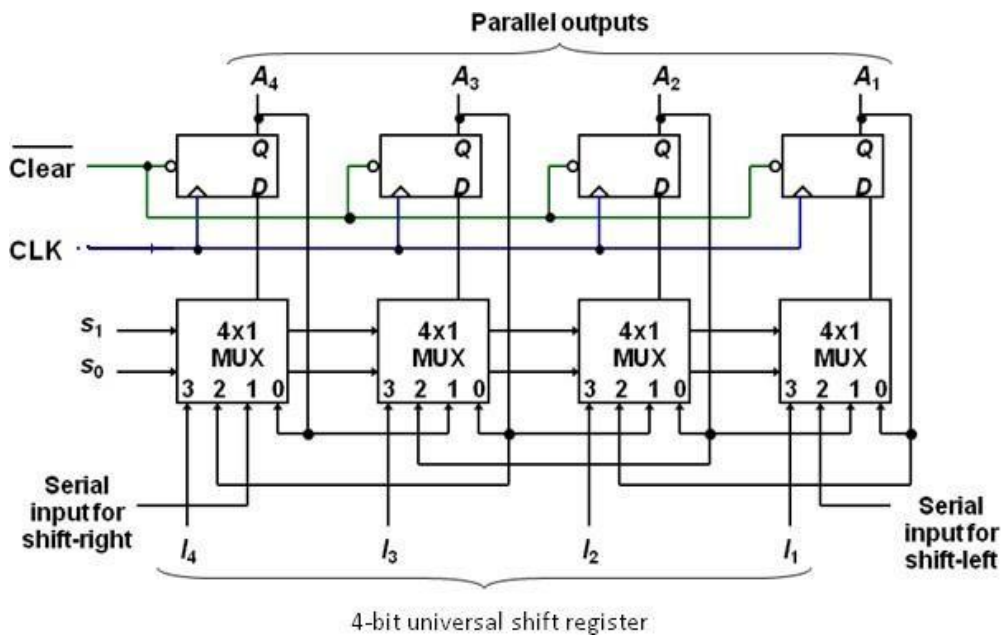 Parallel outputs
A4 A3 A2 A1
Clear
Q Q Q Q
D D D D
CLK
s1
s0
4x1 MUX 4x1 MUX 4x1 MUX 4x1 MUX
3 2 1 0 3 2 1 0 3 2 1 0 3 2 1 0
Serial
input for
shift-right
Serial
input for
shift-left
I4 I3 I2 I1
4-bit universal shift register